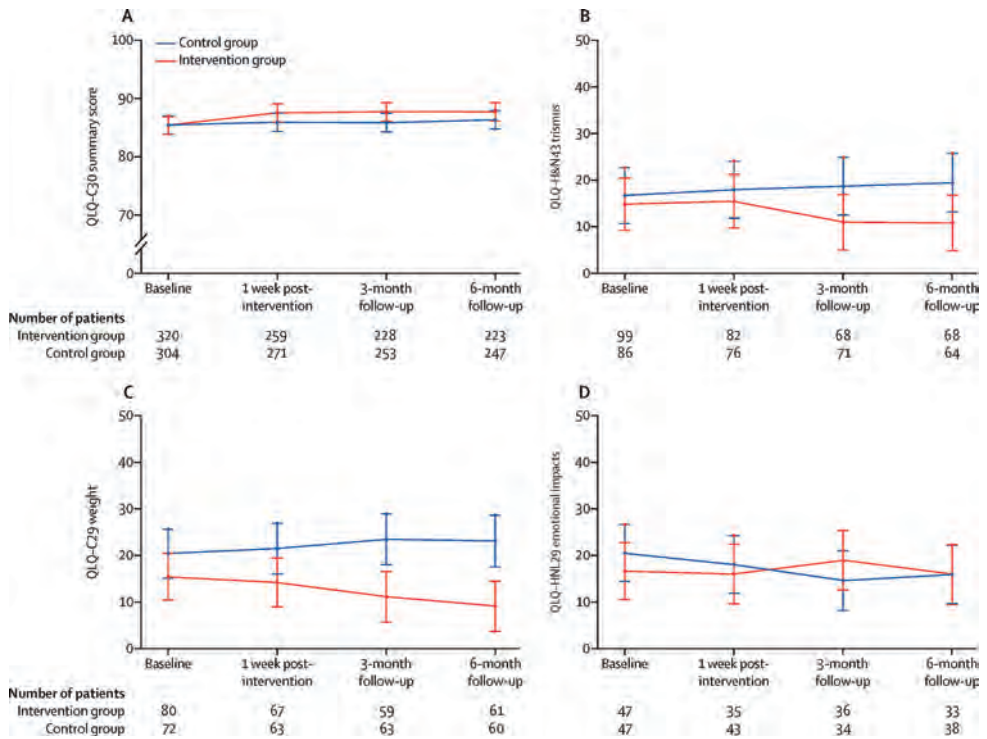 A
100
90
80
70
0
QLQ–C30 summary score
Control group
Intervention group
Baseline
1 week post-intervention
3-month follow-up
6-month follow-up
Number of patients
Intervention group 320 259 228 223
Control group 304 271 253 247
B
50
40
30
20
10
0
QLQ–H&N43 trismus
Baseline
1 week post-intervention
3-month follow-up
6-month follow-up
99 82 68 68
86 76 71 64
C
50
40
30
20
10
0
QLQ–C29 weight
Baseline
1 week post-intervention
3-month follow-up
6-month follow-up
Number of patients
Intervention group 80 67 59 61
Control group 72 63 63 60
D
50
40
30
20
10
0
QLQ–HNL29 emotional impacts
Baseline
1 week post-intervention
3-month follow-up
6-month follow-up
47 35 36 33
47 43 34 38